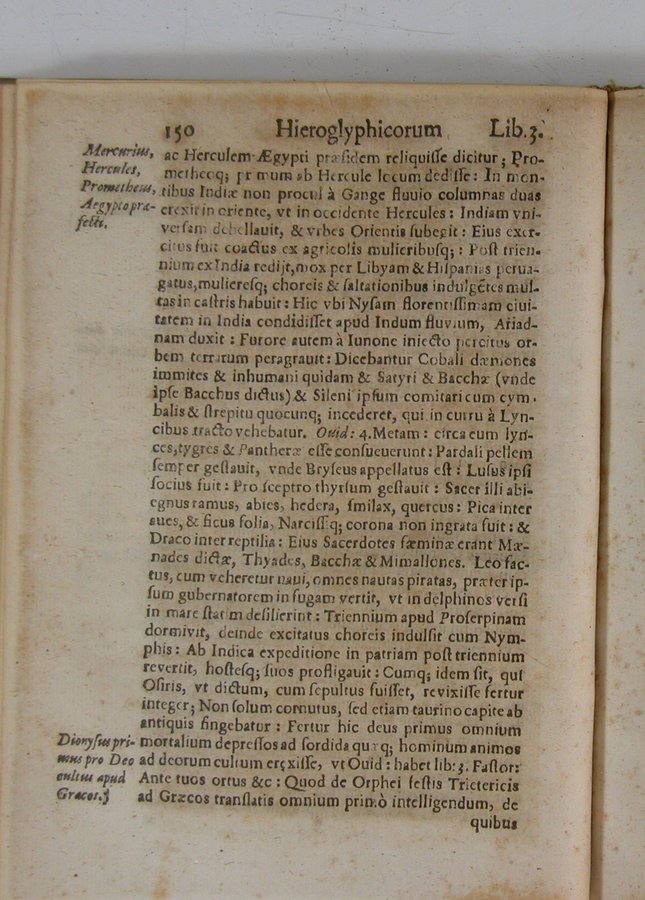 150 Hieroglyphicorum Lib.3.
Mercurius,
Hercules,
Prometheus,
Aegypto præ-
fecti.
ac Herculem Ægypti præsidem reliquisse dicitur; Pro-
metheoq; primum ab Hercule locum dedisse: In mon-
tibus Indiæ non procul à Gange fluuio columnas duas
erexit in oriente, vt in occidente Hercules: Indiam vni-
versam debellauit, & vrbes Orientis subegit: Eius exer-
citus fuit coactus ex agricolis mulieribusq;: Post trien-
nium ex India redijt, mox per Libyam & Hispanias perua-
gatus, mulieresq; choreis & saltationibus indulgẽtes mul-
tas in castris habuit: Hic vbi Nysam florentissimam ciui-
tatem in India condidisset apud Indum fluvium, Ariad-
nam duxit: Furore autem à Iunone iniecto percitus or-
bem terrarum peragrauit: Dicebantur Cobali dæmones
immites & inhumani quidam & Satyri & Bacchæ (vnde
ipse Bacchus dictus) & Sileni ipsum comitari cum cym-
balis & strepitu quocunq; incederet, qui in curru à Lyn-
cibus tracto vehebatur. Ouid: 4. Metam: circa eum lyn-
ces, tygres & Pantheræ esse consueuerunt: Pardali pellem
semper gestauit, vnde Bryseus appellatus est: Lusus ipsi
socius fuit: Pro sceptro thyrsum gestauit: Sacer illi abi-
egnus ramus, abies, hedera, smilax, quercus: Pica inter
aues, & ficus folia, Narcissiq; corona non ingrata fuit: &
Draco inter reptilia: Eius Sacerdotes fæminæ erant Mæ-
nades dictæ, Thyades, Bacchæ & Mimallones. Leo fac-
tus, cum veheretur naui, omnes nautas piratas, præter ip-
sum gubernatorem in fugam vertit, vt in delphinos versi
in mare statim desilierint: Triennium apud Proserpinam
dormivit, deinde excitatus choreis indulsit cum Nym-
phis: Ab Indica expeditione in patriam post triennium
revertit, hostesq; suos profligauit: Cumq; idem sit, qui
Osiris, vt dictum, cum sepultus fuisset, revixisse fertur
integer; Non solum cornutus, sed etiam taurino capite ab
antiquis fingebatur: Fertur hic deus primus omnium
Dionysus pri-
mus pro Deo
cultus apud
Græcos.
mortalium depressos ad sordida quæq; hominum animos
ad deorum cultum erexisse, vt Ouid: habet lib: 3. Fastor:
Ante tuos ortus &c: Quod de Orphei festis Trietericis
ad Græcos translatis omnium primò intelligendum, de
quibus